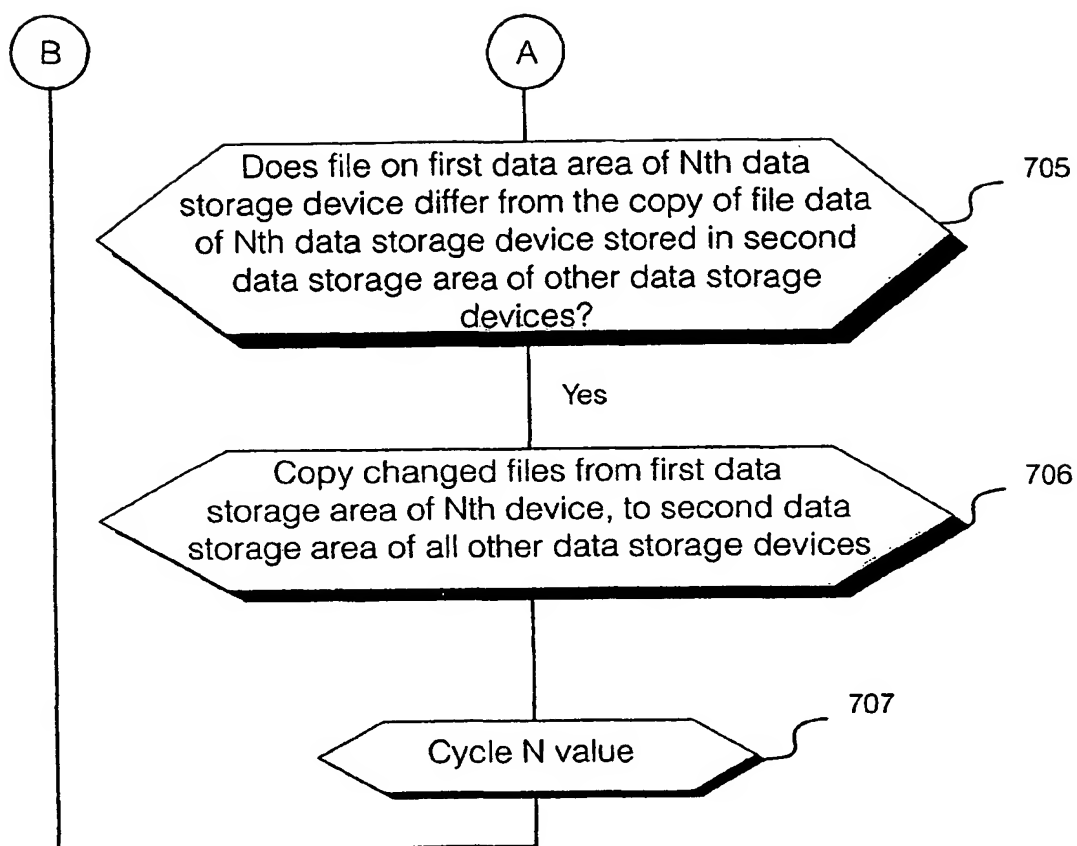 B
A
Does file on first data area of Nth data
storage device differ from the copy of file data
of Nth data storage device stored in second
data storage area of other data storage
devices?
705
Yes
Copy changed files from first data
storage area of Nth device, to second data
storage area of all other data storage devices
706
Cycle N value
707